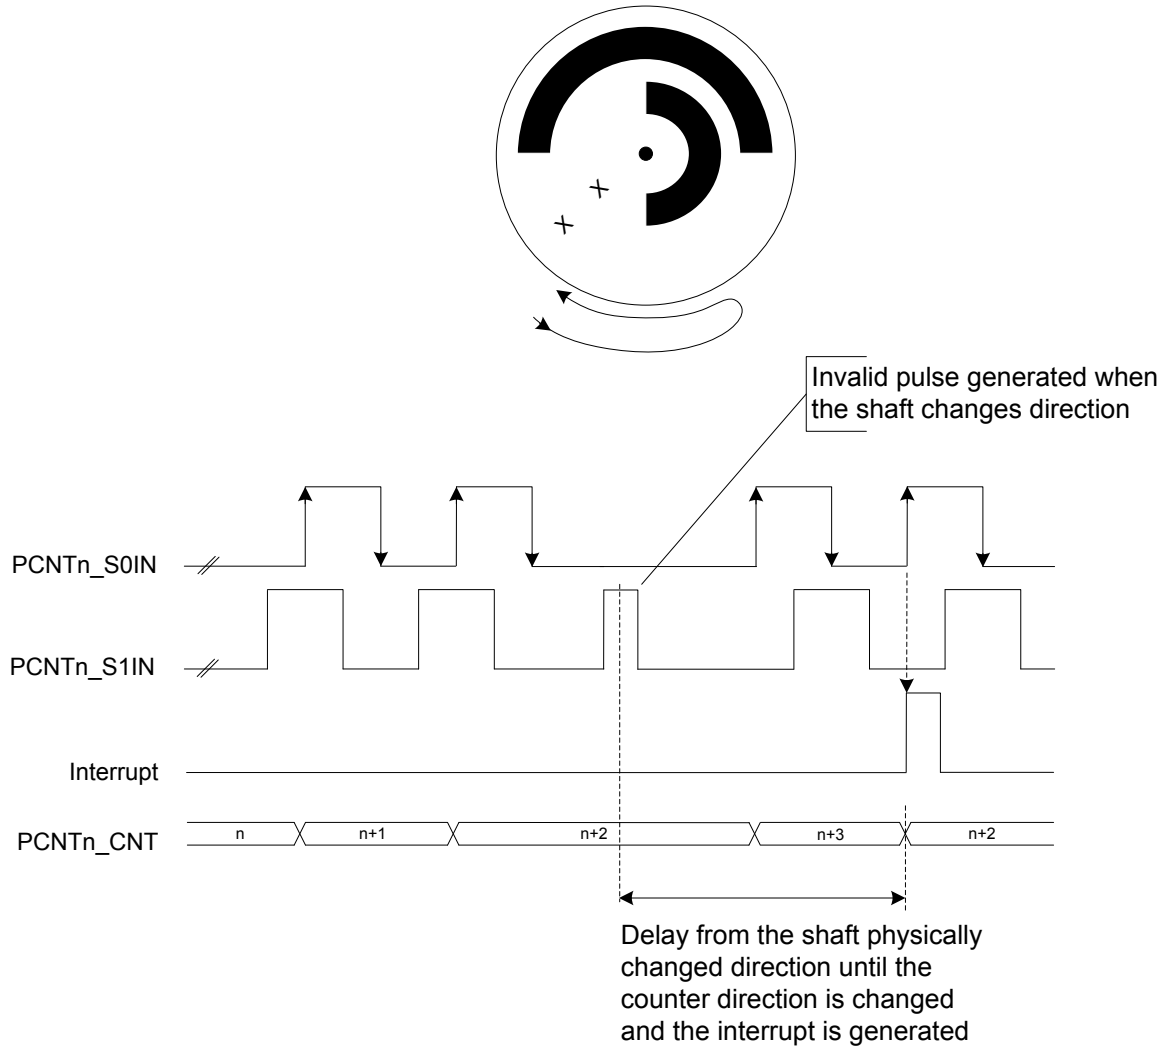 X
X
Invalid pulse generated when
the shaft changes direction
PCNTn_S0IN
PCNTn_S1IN
Interrupt
PCNTn_CNT
n
n+1
n+2
n+3
n+2
Delay from the shaft physically
changed direction until the
counter direction is changed
and the interrupt is generated